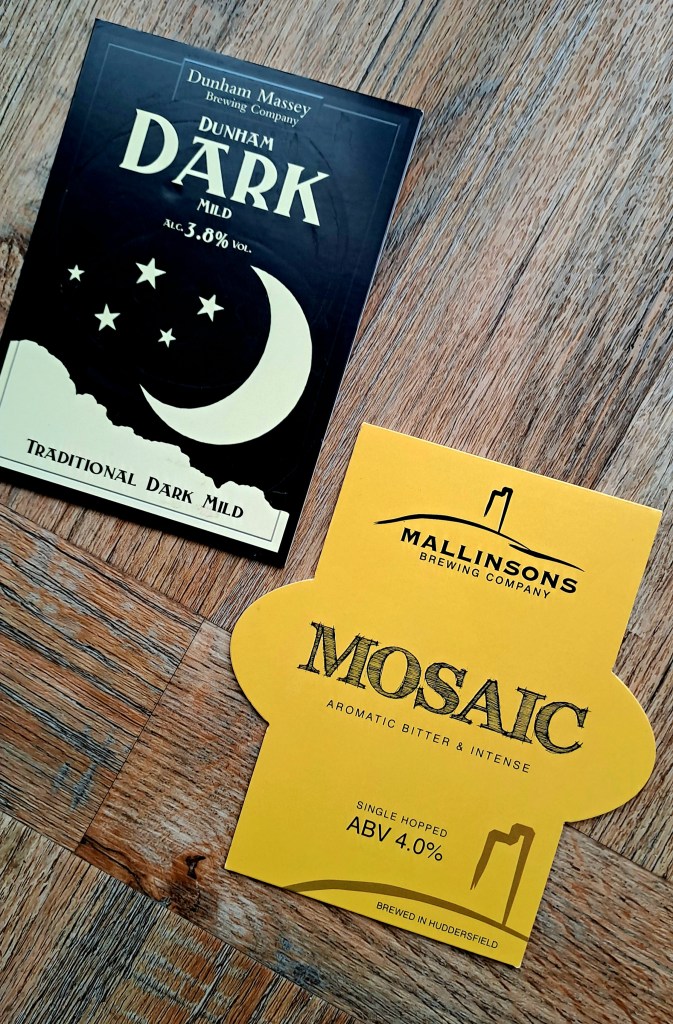 Dunham Massey
Brewing Company
Dunham
Dark
Mild
Alc. 3.8% Vol.
Traditional Dark Mild
MALLINSONS
BREWING COMPANY
MOSAIC
AROMATIC BITTER & INTENSE
SINGLE HOPPED
ABV 4.0%
BREWED IN HUDDERSFIELD